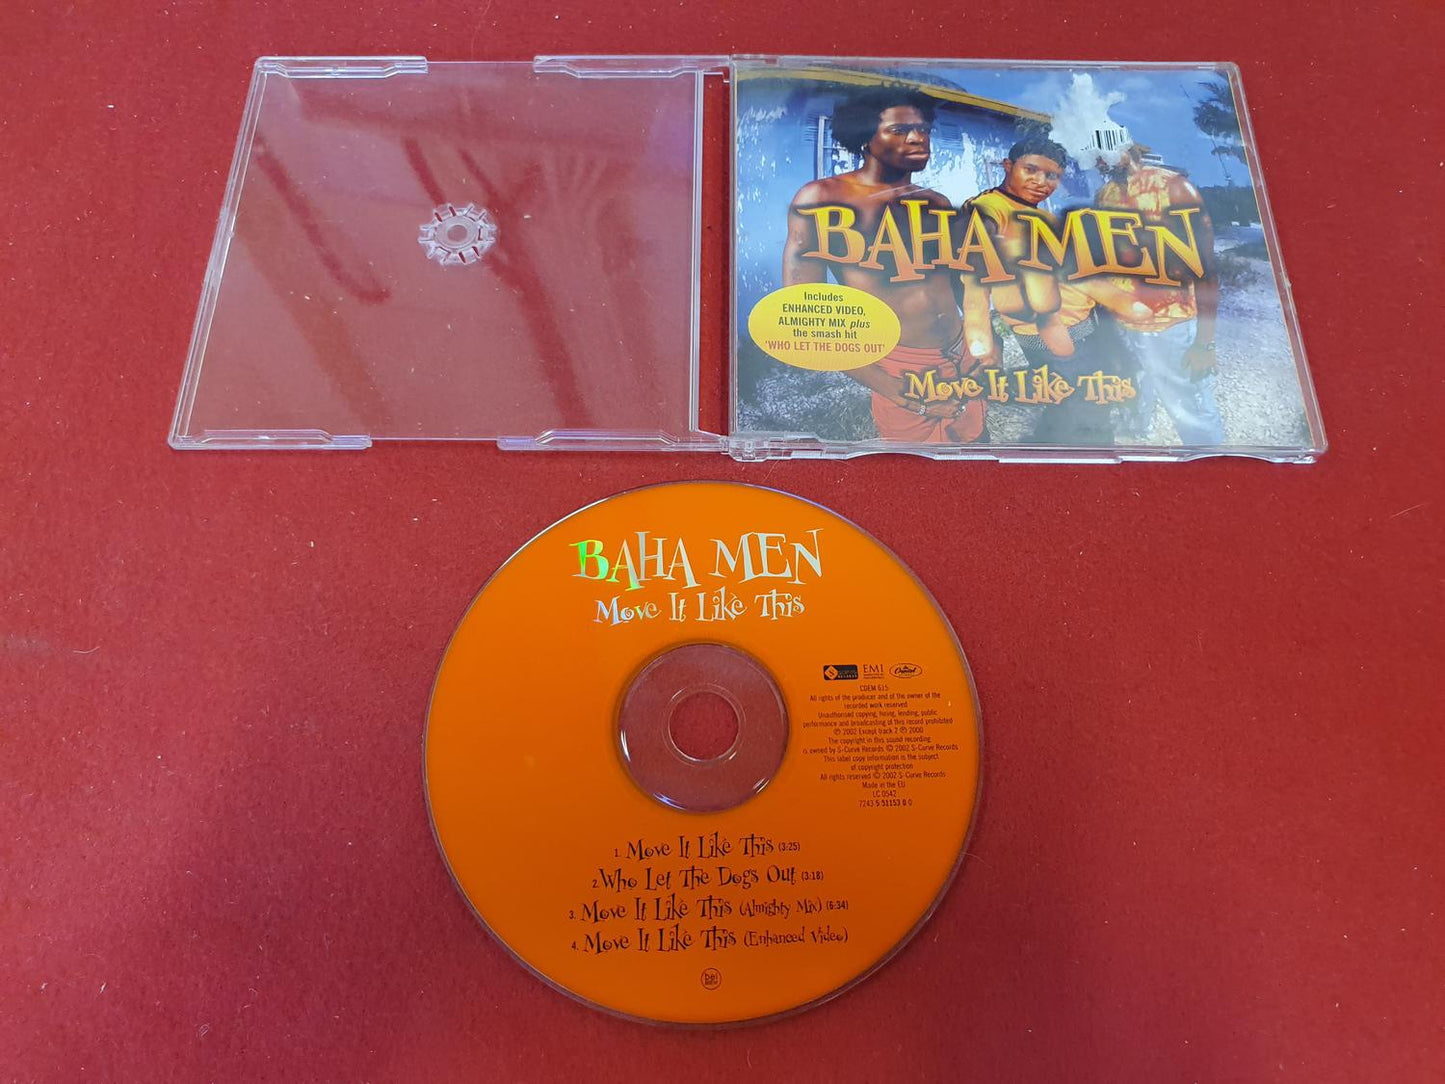 BAHA MEN
Includes
ENHANCED VIDEO,
ALMIGHTY MIX plus
the smash hit
'WHO LET THE DOGS OUT'
Move It Like This
BAHA MEN
Move It Like This
S
EMI
Capitol
CDEM 615
All rights of the producer and of the owner of the
recorded work reserved
Unauthorised copying, hiring, lending, public
performance and broadcasting of this record prohibited
℗ 2002 Except track 2 ℗ 2000
The copyright in this sound recording
is owned by S-Curve Records © 2002 S-Curve Records
This label copy information is the subject
of copyright protection
All rights reserved © 2002 S-Curve Records
Made in the EU
LC 0542
7243 5 51153 0 0
1. Move It Like This (3:25)
2. Who Let The Dogs Out (3:18)
3. Move It Like This (Almighty Mix) (6:34)
4. Move It Like This (Enhanced Video)